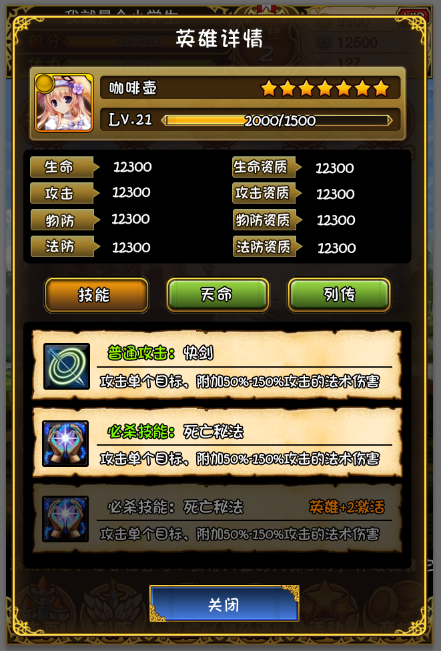 英雄详情
咖啡壶
Lv.21
2000/1500
生命 12300 生命资质 12300
攻击 12300 攻击资质 12300
物防 12300 物防资质 12300
法防 12300 法防资质 12300
技能 天命 列传
普通攻击：快剑
攻击单个目标、附加50%-150%攻击的法术伤害
必杀技能：死亡秘法
攻击单个目标、附加50%-150%攻击的法术伤害
必杀技能：死亡秘法 英雄+2激活
攻击单个目标、附加50%-150%攻击的法术伤害
关闭